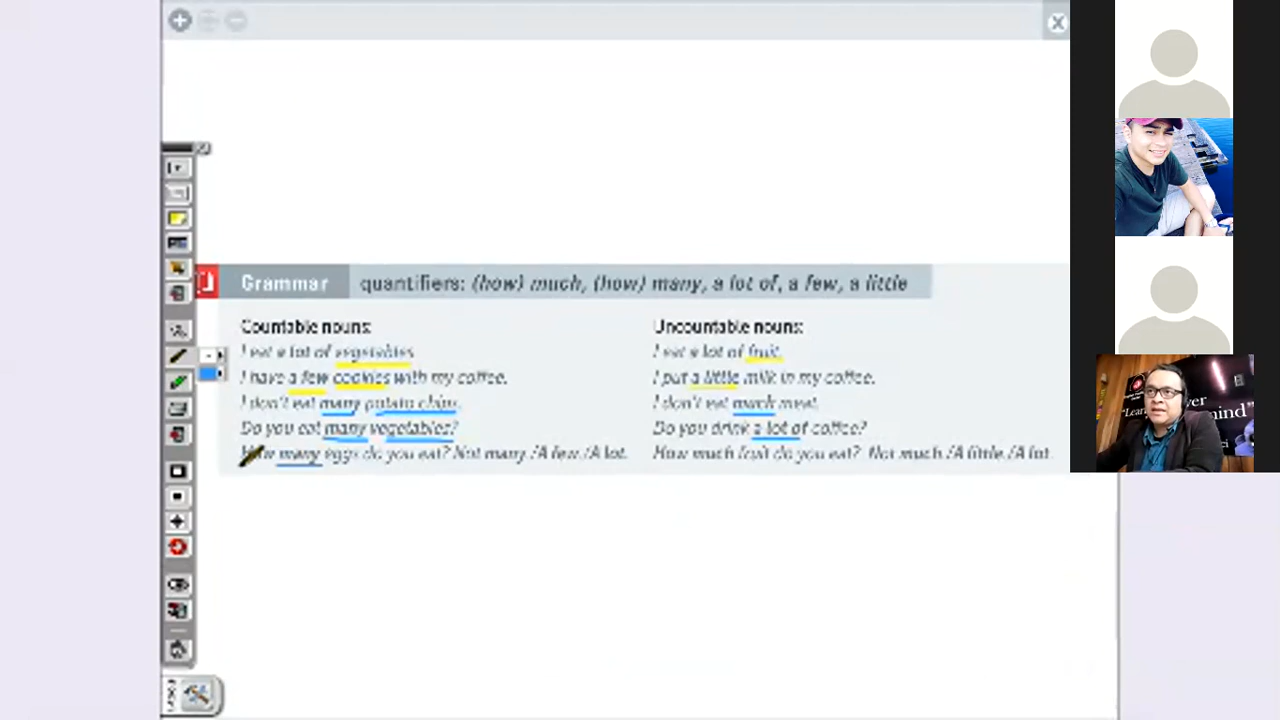 Grammar quantifiers: (how) much, (how) many, a lot of, a few, a little
Countable nouns:
I eat a lot of vegetables
I have a few cookies with my coffee.
I don't eat many potato chips.
Do you eat many vegetables?
How many eggs do you eat? Not many./A few./A lot.
Uncountable nouns:
I eat a lot of fruit.
I put a little milk in my coffee.
I don't eat much meat.
Do you drink a lot of coffee?
How much fruit do you eat? Not much./A little./A lot.